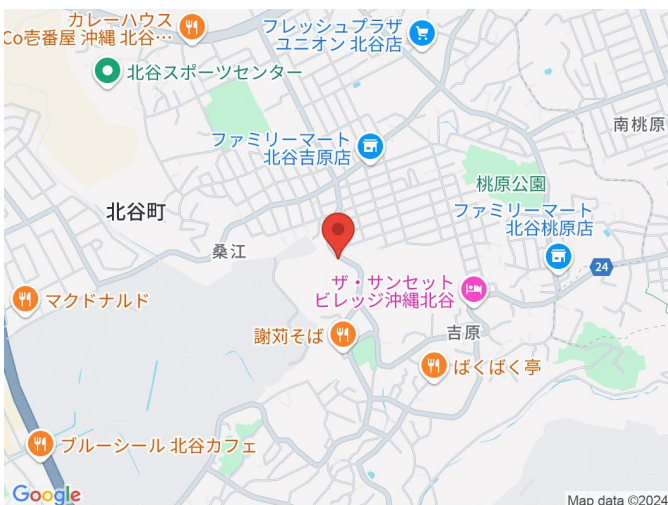 カレーハウス
Co壱番屋 沖縄 北谷…
フレッシュプラザ
ユニオン 北谷店
北谷スポーツセンター
南桃原
ファミリーマート
北谷吉原店
桃原公園
北谷町
ファミリーマート
北谷桃原店
桑江
24
ザ・サンセット
ビレッジ沖縄北谷
マクドナルド
謝苅そば
吉原
ばくばく亭
ブルーシール 北谷カフェ
Google
Map data ©2024